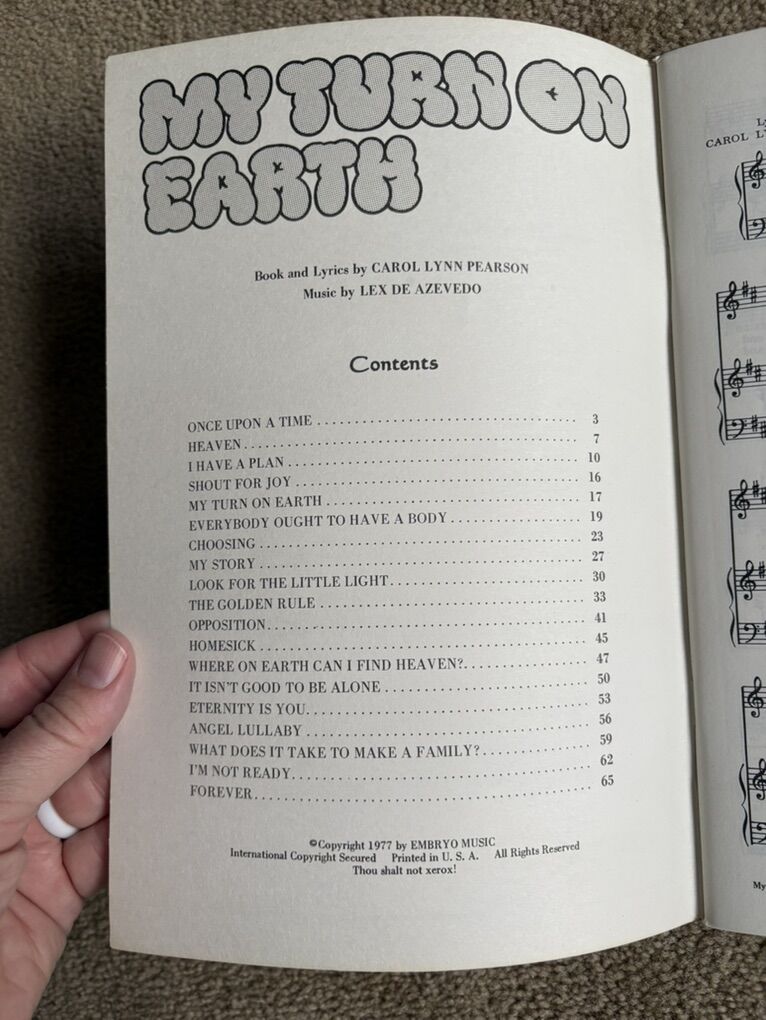 MY TURN ON
EARTH
Book and Lyrics by CAROL LYNN PEARSON
Music by LEX DE AZEVEDO
Contents
ONCE UPON A TIME . . . . . . . . . . . . . . . . . . . . . . . . . . . . . . . . . . . 3
HEAVEN . . . . . . . . . . . . . . . . . . . . . . . . . . . . . . . . . . . . . . . . . . . . . 7
I HAVE A PLAN . . . . . . . . . . . . . . . . . . . . . . . . . . . . . . . . . . . . . . . 10
SHOUT FOR JOY . . . . . . . . . . . . . . . . . . . . . . . . . . . . . . . . . . . . . . 16
MY TURN ON EARTH . . . . . . . . . . . . . . . . . . . . . . . . . . . . . . . . . . 17
EVERYBODY OUGHT TO HAVE A BODY . . . . . . . . . . . . . . . . . . 19
CHOOSING . . . . . . . . . . . . . . . . . . . . . . . . . . . . . . . . . . . . . . . . . . . 23
MY STORY . . . . . . . . . . . . . . . . . . . . . . . . . . . . . . . . . . . . . . . . . . . 27
LOOK FOR THE LITTLE LIGHT . . . . . . . . . . . . . . . . . . . . . . . . . . 30
THE GOLDEN RULE . . . . . . . . . . . . . . . . . . . . . . . . . . . . . . . . . . . 33
OPPOSITION . . . . . . . . . . . . . . . . . . . . . . . . . . . . . . . . . . . . . . . . . . 41
HOMESICK . . . . . . . . . . . . . . . . . . . . . . . . . . . . . . . . . . . . . . . . . . . 45
WHERE ON EARTH CAN I FIND HEAVEN? . . . . . . . . . . . . . . . . 47
IT ISN'T GOOD TO BE ALONE . . . . . . . . . . . . . . . . . . . . . . . . . . . 50
ETERNITY IS YOU . . . . . . . . . . . . . . . . . . . . . . . . . . . . . . . . . . . . . 53
ANGEL LULLABY . . . . . . . . . . . . . . . . . . . . . . . . . . . . . . . . . . . . . 56
WHAT DOES IT TAKE TO MAKE A FAMILY? . . . . . . . . . . . . . . 59
I'M NOT READY . . . . . . . . . . . . . . . . . . . . . . . . . . . . . . . . . . . . . . . 62
FOREVER . . . . . . . . . . . . . . . . . . . . . . . . . . . . . . . . . . . . . . . . . . . . 65
©Copyright 1977 by EMBRYO MUSIC
International Copyright Secured Printed in U. S. A. All Rights Reserved
Thou shalt not xerox!
CAROL
My